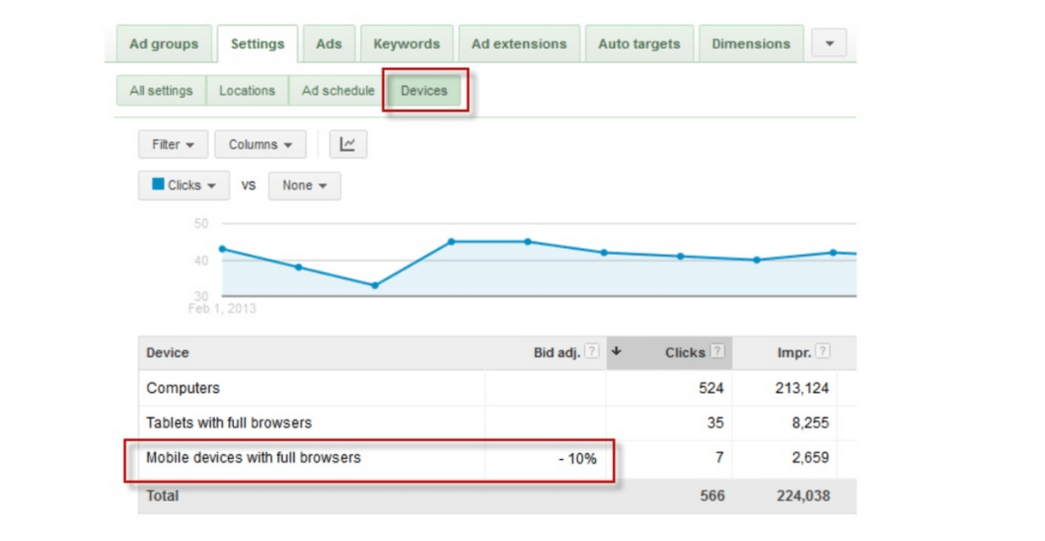 Ad groups Settings Ads Keywords Ad extensions Auto targets Dimensions
All settings Locations Ad schedule Devices
Filter Columns
Clicks VS None
50
40
30
Feb 1, 2013
Device Bid adj. ? Clicks ? Impr. ?
Computers 524 213,124
Tablets with full browsers 35 8,255
Mobile devices with full browsers - 10% 7 2,659
Total 566 224,038